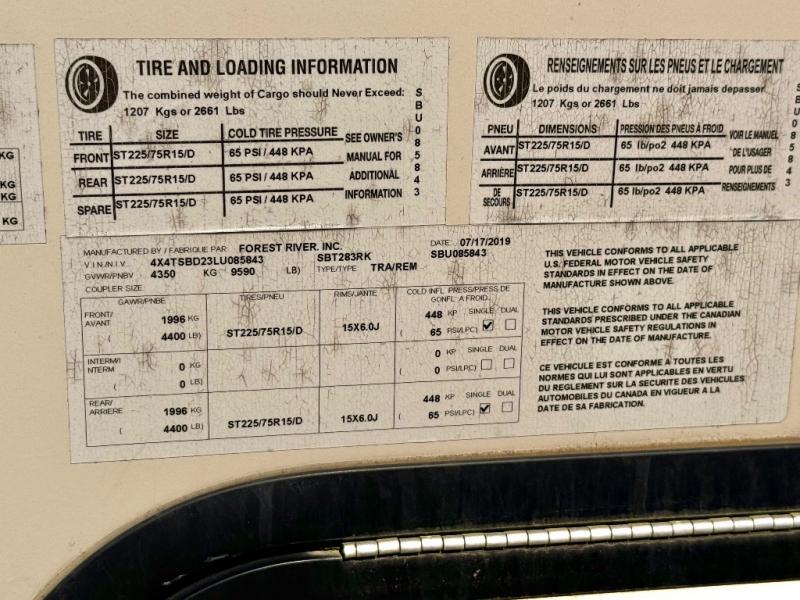 KG
KG
KG
KG
TIRE AND LOADING INFORMATION
The combined weight of Cargo should Never Exceed:
1207 Kgs or 2661 Lbs
TIRE SIZE COLD TIRE PRESSURE
FRONT ST225/75R15/D 65 PSI / 448 KPA
REAR ST225/75R15/D 65 PSI / 448 KPA
SPARE ST225/75R15/D 65 PSI / 448 KPA
SEE OWNER'S
MANUAL FOR
ADDITIONAL
INFORMATION
SBU085843
RENSEIGNEMENTS SUR LES PNEUS ET LE CHARGEMENT
Le poids du chargement ne doit jamais depasser
1207 Kgs or 2661 Lbs
PNEU DIMENSIONS PRESSION DES PNEUS À FROID
AVANT ST225/75R15/D 65 lb/po2 448 KPA
ARRIÈRE ST225/75R15/D 65 lb/po2 448 KPA
DE SECOURS ST225/75R15/D 65 lb/po2 448 KPA
VOIR LE MANUEL
DE L'USAGER
POUR PLUS DE
RENSEIGNEMENTS
SBU085843
MANUFACTURED BY / FABRIQUE PAR FOREST RIVER, INC. DATE 07/17/2019
V I N / N I V 4X4TSBD23LU085843 SBT283RK SBU085843
GVWR/PNBV 4350 KG 9590 LB) TYPE/TYPE TRA/REM
COUPLER SIZE
GAWR/PNBE TIRES/PNEU RIMS/JANTE COLD INFL PRESS/PRESS DE
GONFL A FROID.
FRONT/
AVANT 1996 KG ST225/75R15/D 15X6.0J 448 KP SINGLE DUAL
( 4400 LB) ( 65 PSI/LPC)
INTERM/I
NTERM 0 KG 0 KP SINGLE DUAL
( 0 LB) ( 0 PSI/LPC)
REAR/
ARRIERE 1996 KG ST225/75R15/D 15X6.0J 448 KP SINGLE DUAL
( 4400 LB) ( 65 PSI/LPC)
THIS VEHICLE CONFORMS TO ALL APPLICABLE
U.S. FEDERAL MOTOR VEHICLE SAFETY
STANDARDS IN EFFECT ON THE DATE OF
MANUFACTURE SHOWN ABOVE.
THIS VEHICLE CONFORMS TO ALL APPLICABLE
STANDARDS PRESCRIBED UNDER THE CANADIAN
MOTOR VEHICLE SAFETY REGULATIONS IN
EFFECT ON THE DATE OF MANUFACTURE.
CE VEHICULE EST CONFORME A TOUTES LES
NORMES QUI LUI SONT APPLICABLES EN VERTU
DU REGLEMENT SUR LA SECURITE DES VEHICULES
AUTOMOBILES DU CANADA EN VIGUEUR A LA
DATE DE SA FABRICATION.